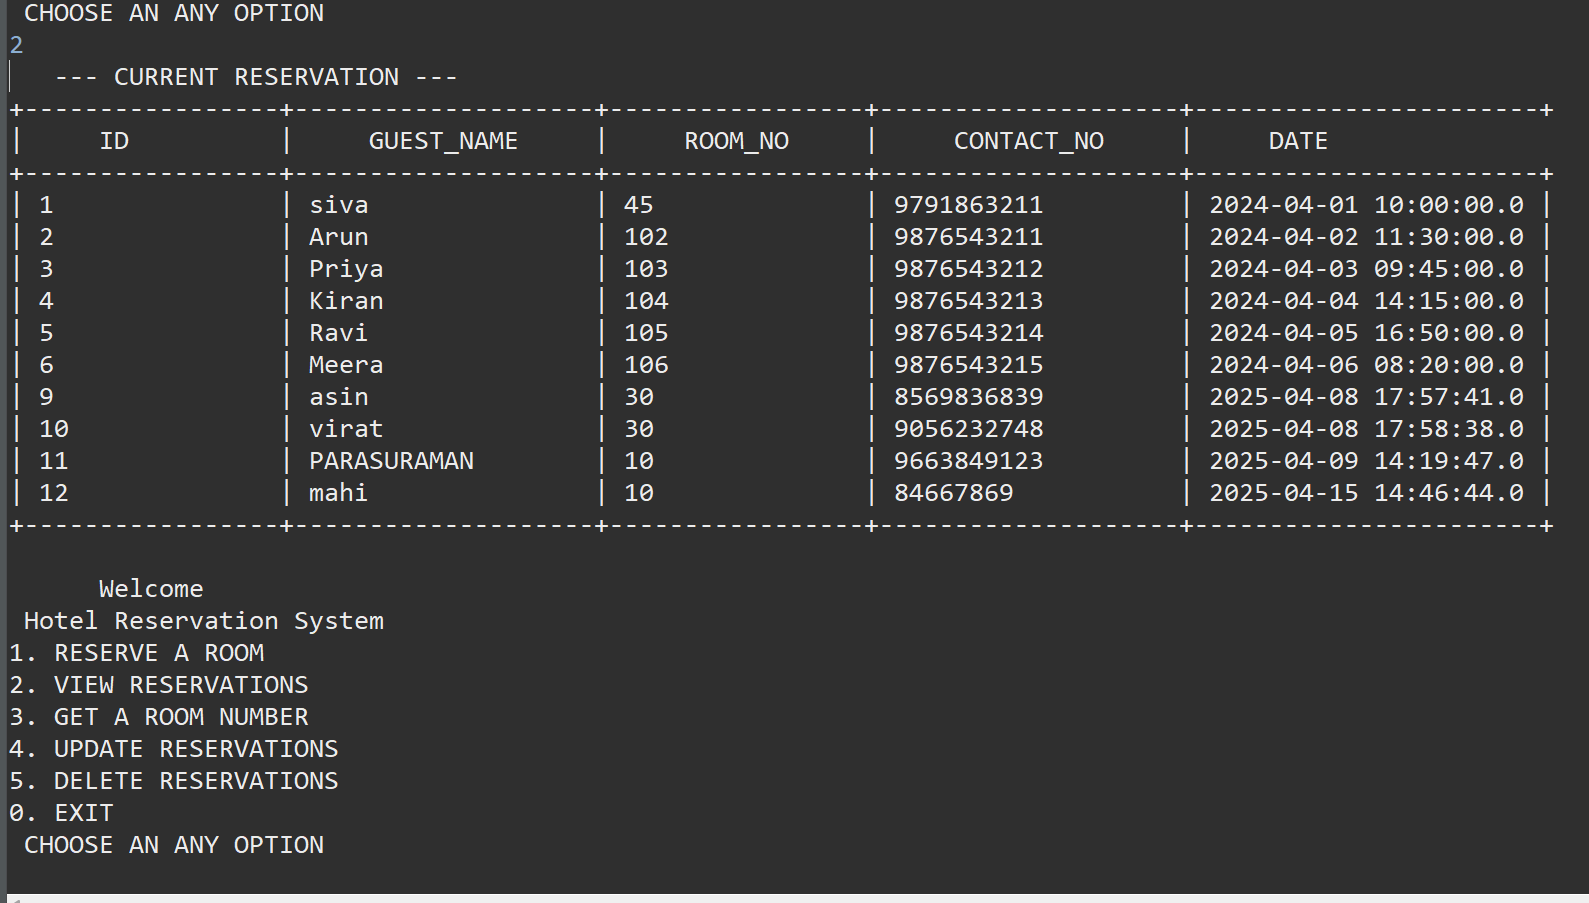 CHOOSE AN ANY OPTION
2
--- CURRENT RESERVATION ---
+-----------------+--------------------+-----------------+--------------------+-----------------------+
| ID | GUEST_NAME | ROOM_NO | CONTACT_NO | DATE
+-----------------+--------------------+-----------------+--------------------+-----------------------+
| 1 | siva | 45 | 9791863211 | 2024-04-01 10:00:00.0 |
| 2 | Arun | 102 | 9876543211 | 2024-04-02 11:30:00.0 |
| 3 | Priya | 103 | 9876543212 | 2024-04-03 09:45:00.0 |
| 4 | Kiran | 104 | 9876543213 | 2024-04-04 14:15:00.0 |
| 5 | Ravi | 105 | 9876543214 | 2024-04-05 16:50:00.0 |
| 6 | Meera | 106 | 9876543215 | 2024-04-06 08:20:00.0 |
| 9 | asin | 30 | 8569836839 | 2025-04-08 17:57:41.0 |
| 10 | virat | 30 | 9056232748 | 2025-04-08 17:58:38.0 |
| 11 | PARASURAMAN | 10 | 9663849123 | 2025-04-09 14:19:47.0 |
| 12 | mahi | 10 | 84667869 | 2025-04-15 14:46:44.0 |
+-----------------+--------------------+-----------------+--------------------+-----------------------+
Welcome
Hotel Reservation System
1. RESERVE A ROOM
2. VIEW RESERVATIONS
3. GET A ROOM NUMBER
4. UPDATE RESERVATIONS
5. DELETE RESERVATIONS
0. EXIT
CHOOSE AN ANY OPTION